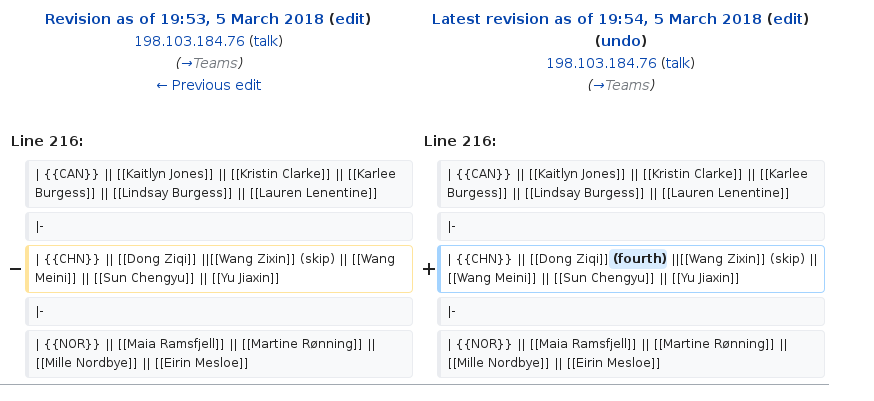 Revision as of 19:53, 5 March 2018 (edit)
198.103.184.76 (talk)
(→Teams)
← Previous edit
Latest revision as of 19:54, 5 March 2018 (edit)
(undo)
198.103.184.76 (talk)
(→Teams)
Line 216:
Line 216:
| {{CAN}} || [[Kaitlyn Jones]] || [[Kristin Clarke]] || [[Karlee
Burgess]] || [[Lindsay Burgess]] || [[Lauren Lenentine]]
| {{CAN}} || [[Kaitlyn Jones]] || [[Kristin Clarke]] || [[Karlee
Burgess]] || [[Lindsay Burgess]] || [[Lauren Lenentine]]
|-
|-
− | {{CHN}} || [[Dong Ziqi]] ||[[Wang Zixin]] (skip) || [[Wang
Meini]] || [[Sun Chengyu]] || [[Yu Jiaxin]]
+ | {{CHN}} || [[Dong Ziqi]] (fourth) ||[[Wang Zixin]] (skip) ||
[[Wang Meini]] || [[Sun Chengyu]] || [[Yu Jiaxin]]
|-
|-
| {{NOR}} || [[Maia Ramsfjell]] || [[Martine Rønning]] ||
[[Mille Nordbye]] || [[Eirin Mesloe]]
| {{NOR}} || [[Maia Ramsfjell]] || [[Martine Rønning]] ||
[[Mille Nordbye]] || [[Eirin Mesloe]]